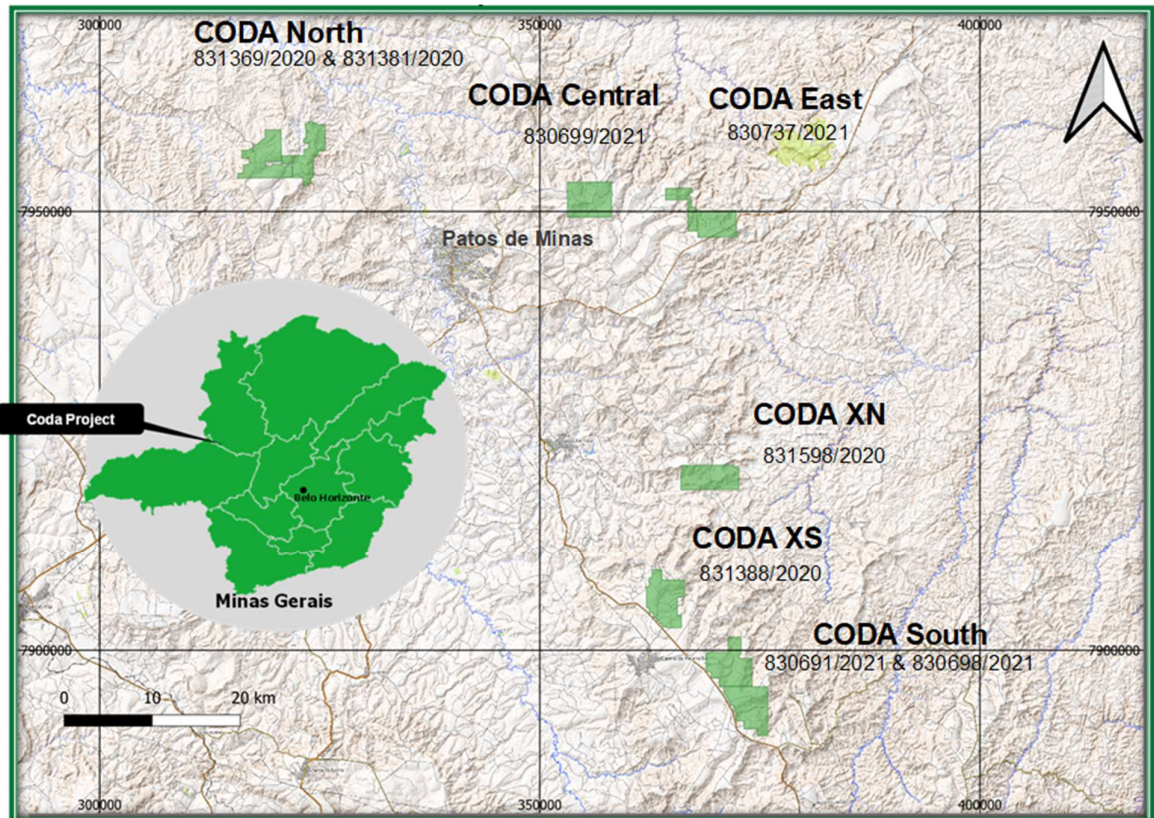 300000
350000
400000
CODA North
831369/2020 & 831381/2020
CODA Central
830699/2021
CODA East
830737/2021
7950000
7950000
Patos de Minas
Coda Project
Belo Horizonte
Minas Gerais
CODA XN
831598/2020
CODA XS
831388/2020
CODA South
830691/2021 & 830698/2021
7900000
7900000
0 10 20 km
300000
350000
400000